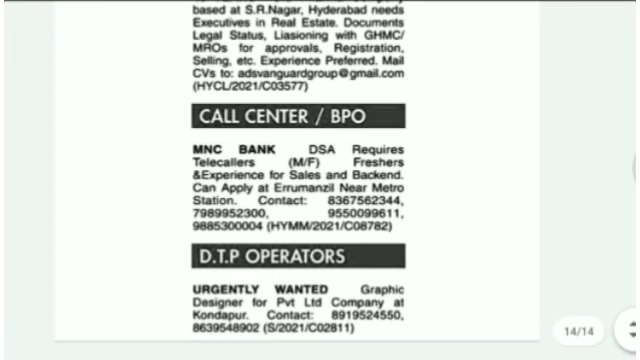 based at S.R.Nagar, Hyderabad needs
Executives in Real Estate. Documents
Legal Status, Liasioning with GHMC/
MROs for approvals, Registration,
Selling, etc. Experience Preferred. Mail
CVs to: adsvanguardgroup@gmail.com
(HYCL/2021/C03577)
CALL CENTER / BPO
MNC BANK DSA Requires
Telecallers (M/F) Freshers
&Experience for Sales and Backend.
Can Apply at Errumanzil Near Metro
Station. Contact: 8367562344,
7989952300, 9550099611,
9885300004 (HYMM/2021/C08782)
D.T.P OPERATORS
URGENTLY WANTED Graphic
Designer for Pvt Ltd Company at
Kondapur. Contact: 8919524550,
8639548902 (S/2021/C02811)
14/14